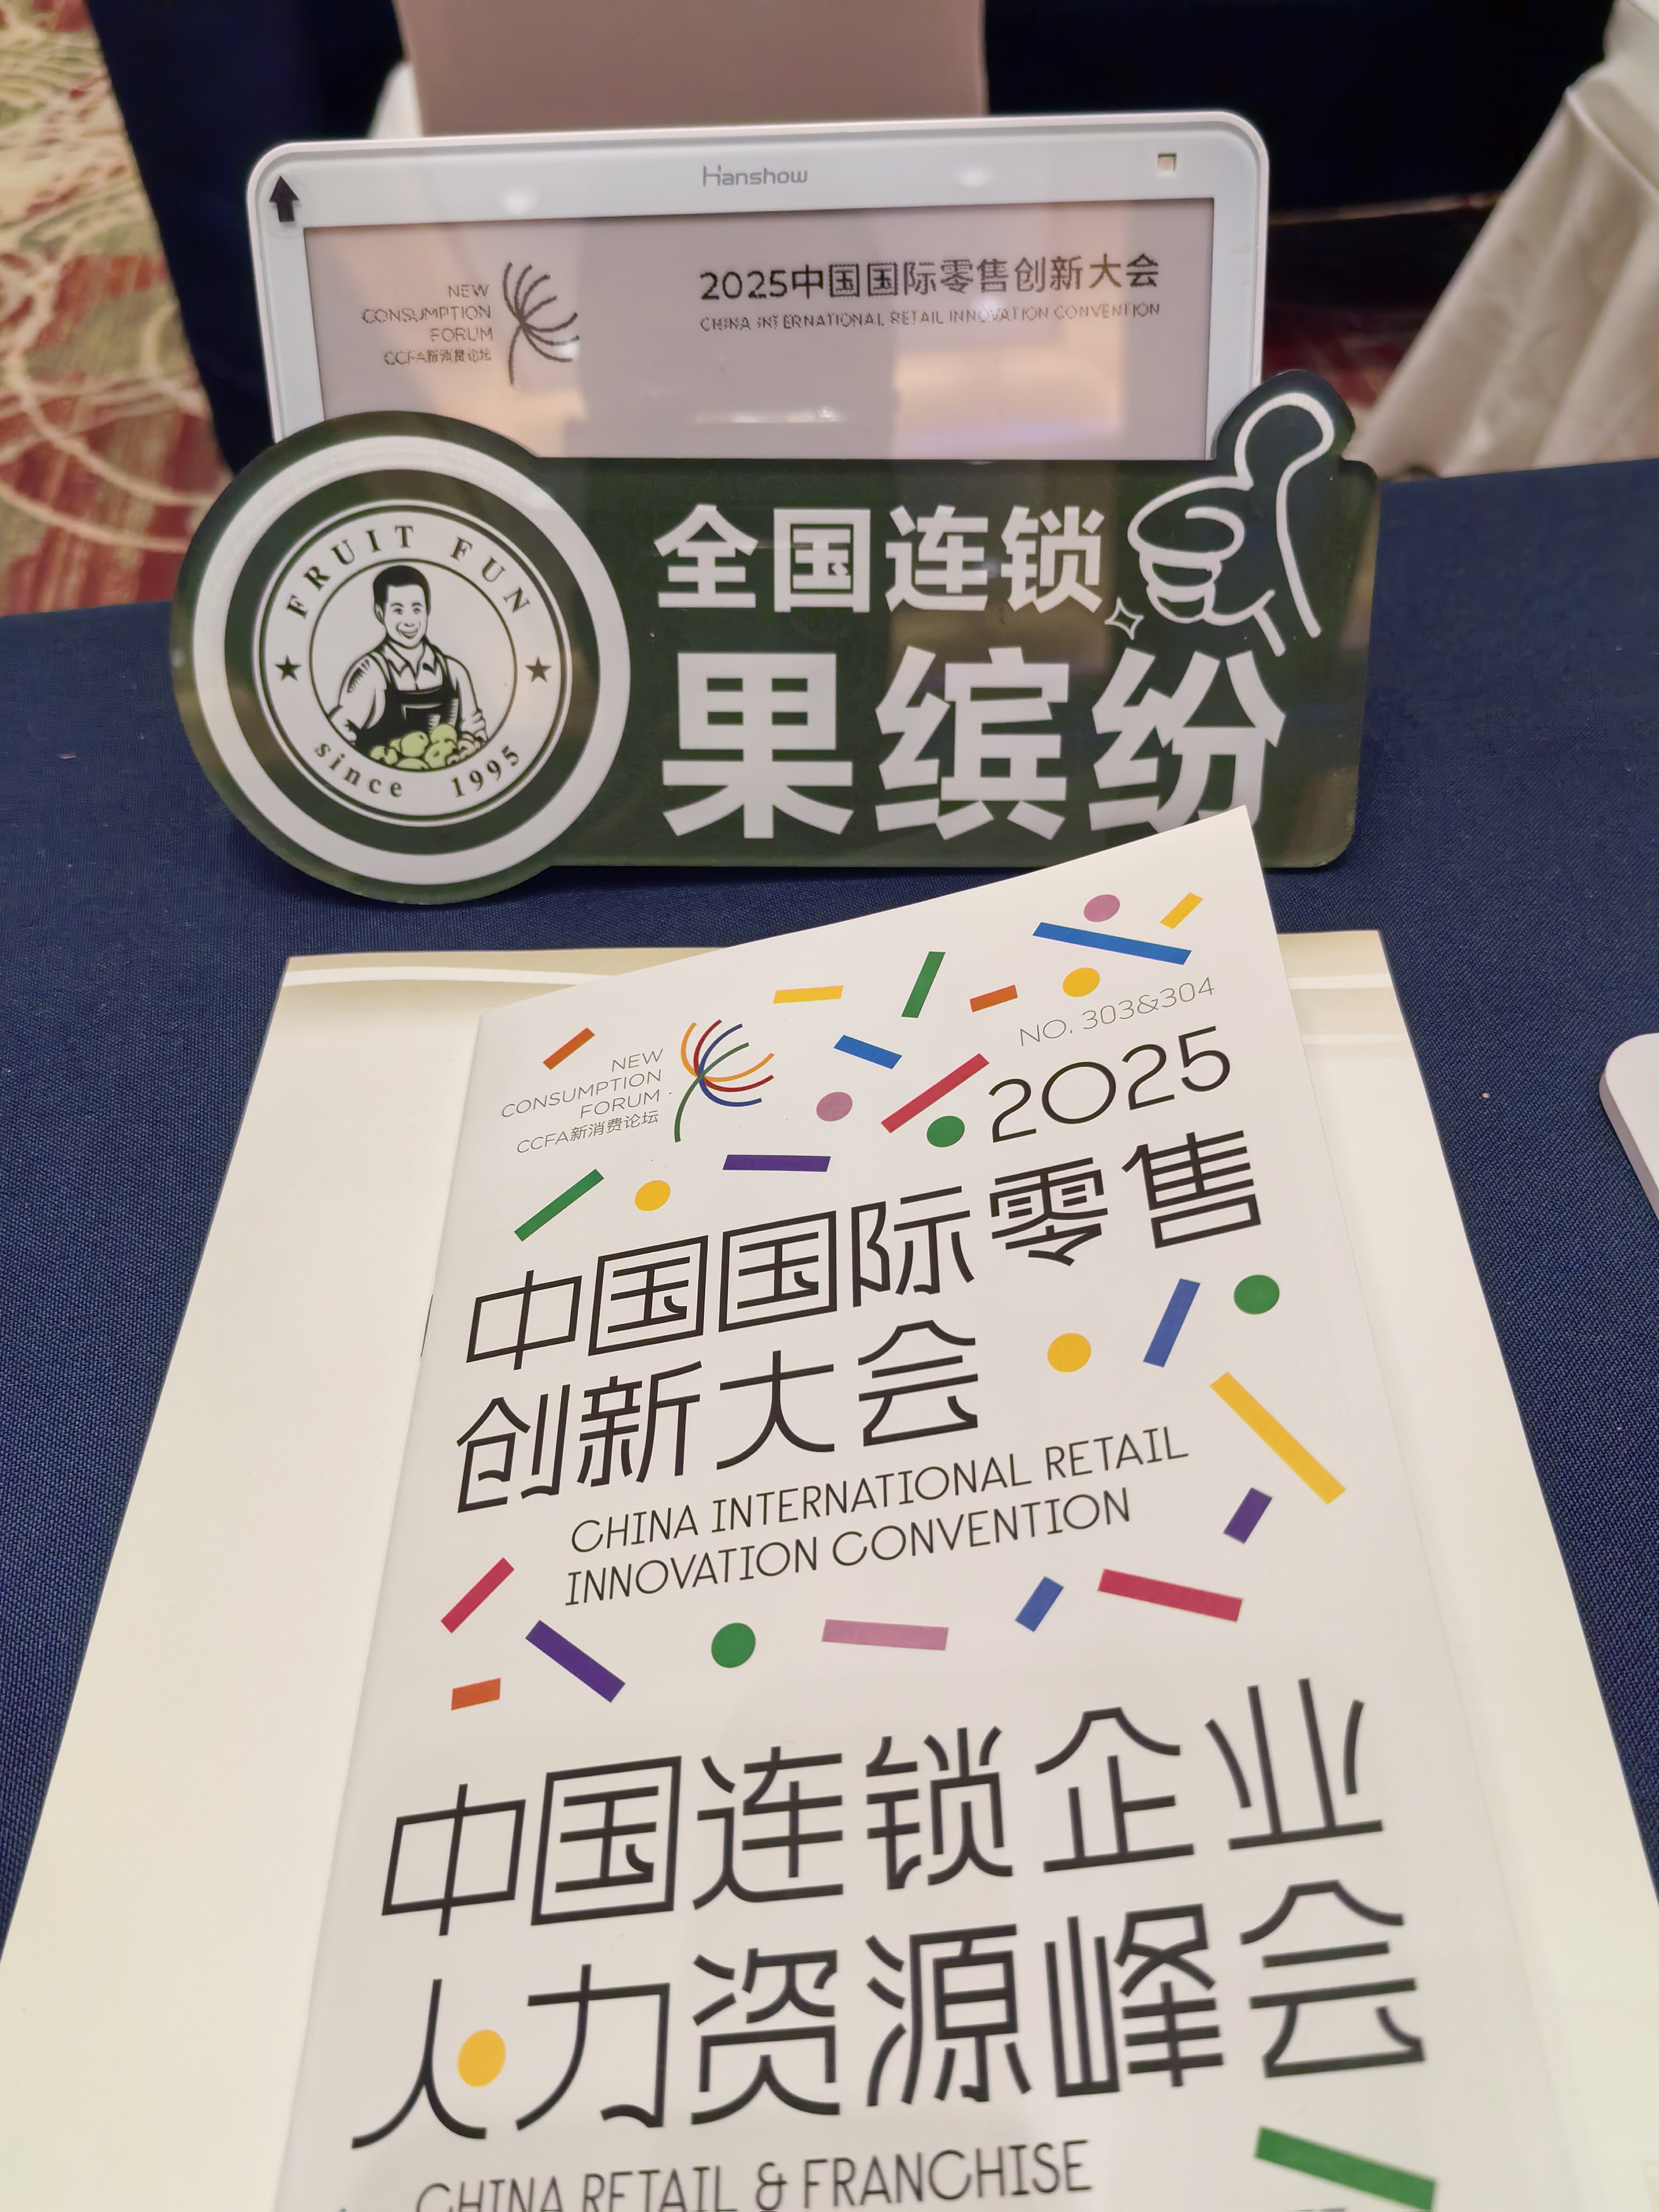 Hanshow
NEW
CONSUMPTION
FORUM
CCFA新消费论坛
2025中国国际零售创新大会
CHINA INTERNATIONAL RETAIL INNOVATION CONVENTION
FRUIT FUN
since 1995
全国连锁
果缤纷
NO. 303&304
NEW
CONSUMPTION
FORUM
CCFA新消费论坛
2025
中国国际零售
创新大会
CHINA INTERNATIONAL RETAIL
INNOVATION CONVENTION
中国连锁企业
人力资源峰会
CHINA RETAIL & FRANCHISE